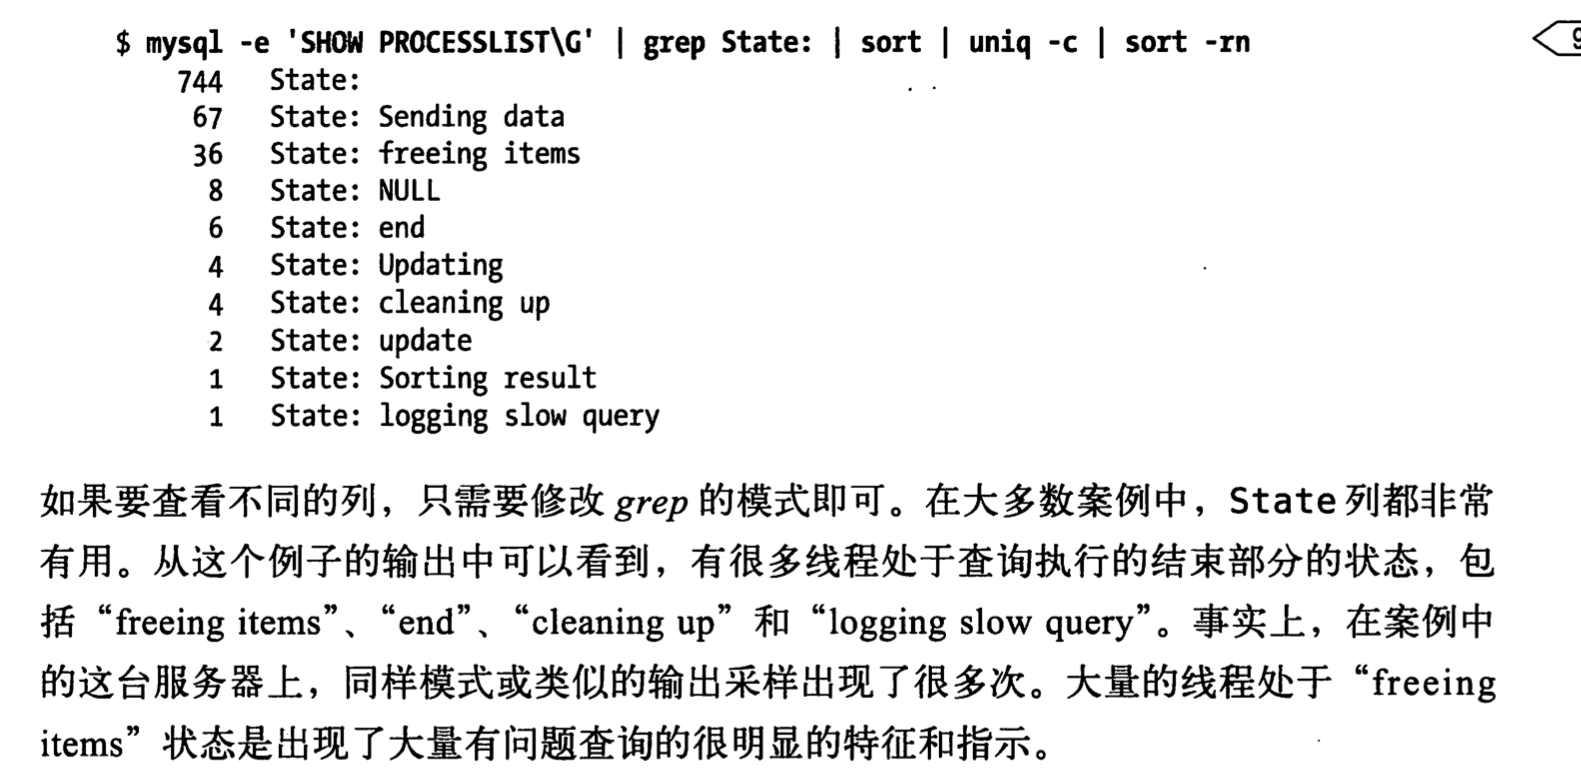 $ mysql -e 'SHOW PROCESSLIST\G' | grep State: | sort | uniq -c | sort -rn
744 State:
67 State: Sending data
36 State: freeing items
8 State: NULL
6 State: end
4 State: Updating
4 State: cleaning up
2 State: update
1 State: Sorting result
1 State: logging slow query
如果要查看不同的列，只需要修改 grep 的模式即可。在大多数案例中，State 列都非常
有用。从这个例子的输出中可以看到，有很多线程处于查询执行的结束部分的状态，包
括“freeing items”、“end”、“cleaning up”和“logging slow query”。事实上，在案例中
的这台服务器上，同样模式或类似的输出采样出现了很多次。大量的线程处于“freeing
items”状态是出现了大量有问题查询的很明显的特征和指示。